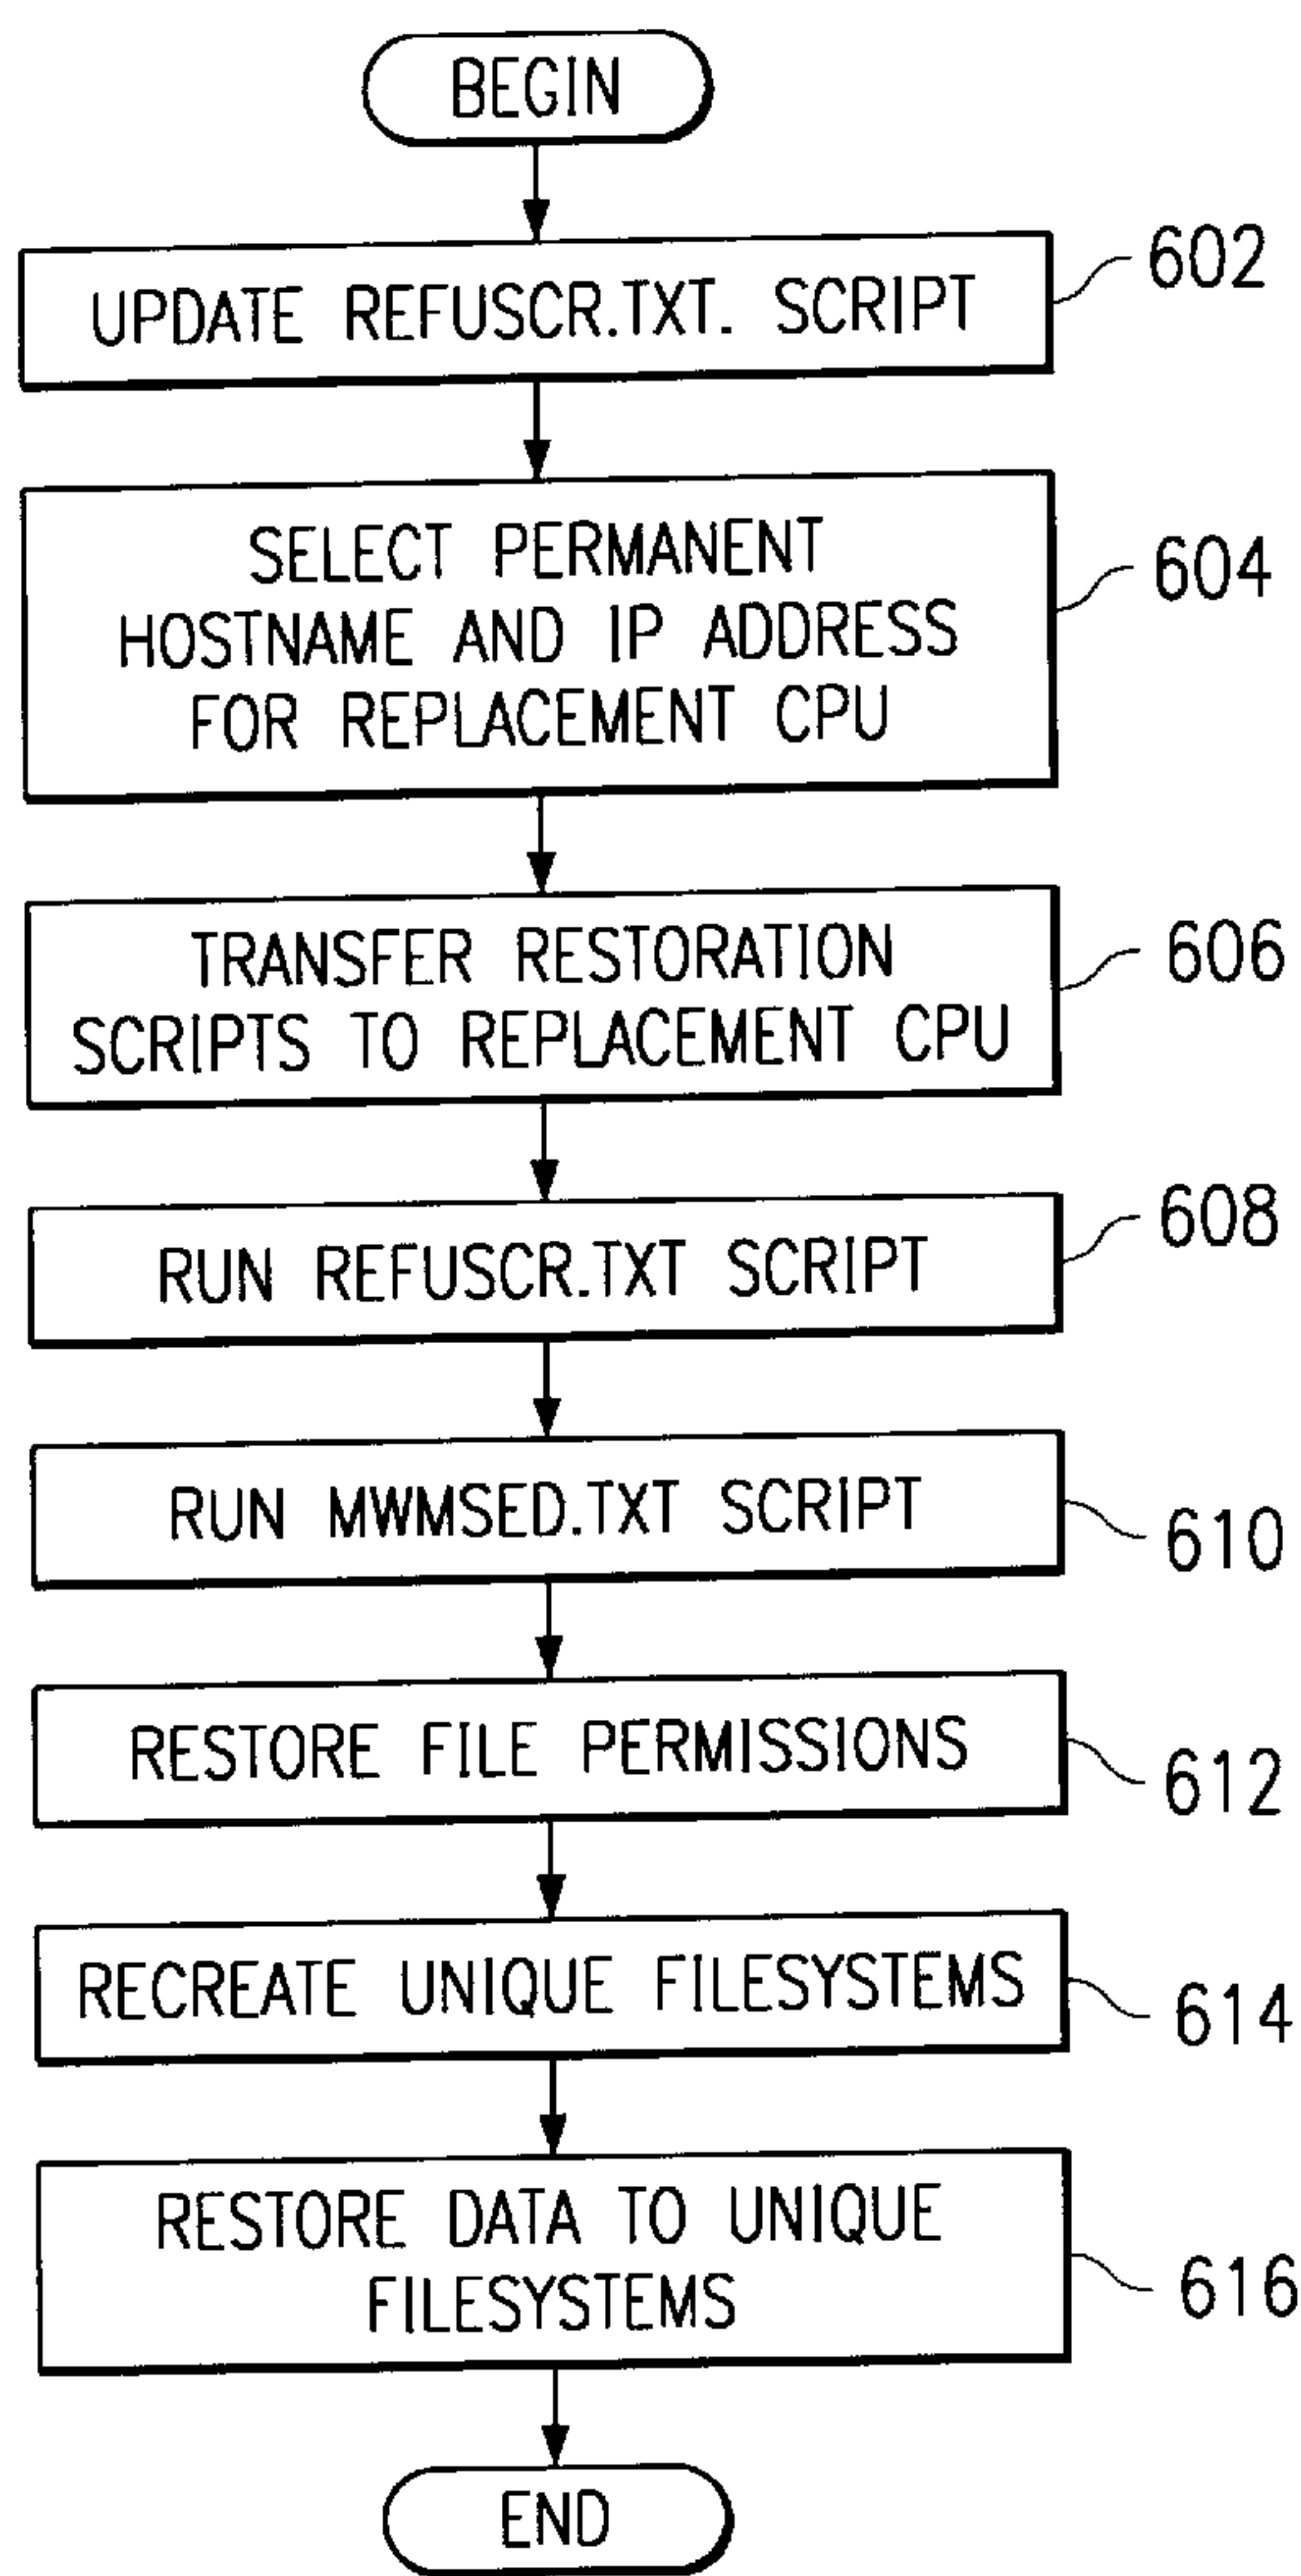 BEGIN
UPDATE REFUSCR.TXT. SCRIPT
602
SELECT PERMANENT
HOSTNAME AND IP ADDRESS
FOR REPLACEMENT CPU
604
TRANSFER RESTORATION
SCRIPTS TO REPLACEMENT CPU
606
RUN REFUSCR.TXT SCRIPT
608
RUN MWMSED.TXT SCRIPT
610
RESTORE FILE PERMISSIONS
612
RECREATE UNIQUE FILESYSTEMS
614
RESTORE DATA TO UNIQUE
FILESYSTEMS
616
END